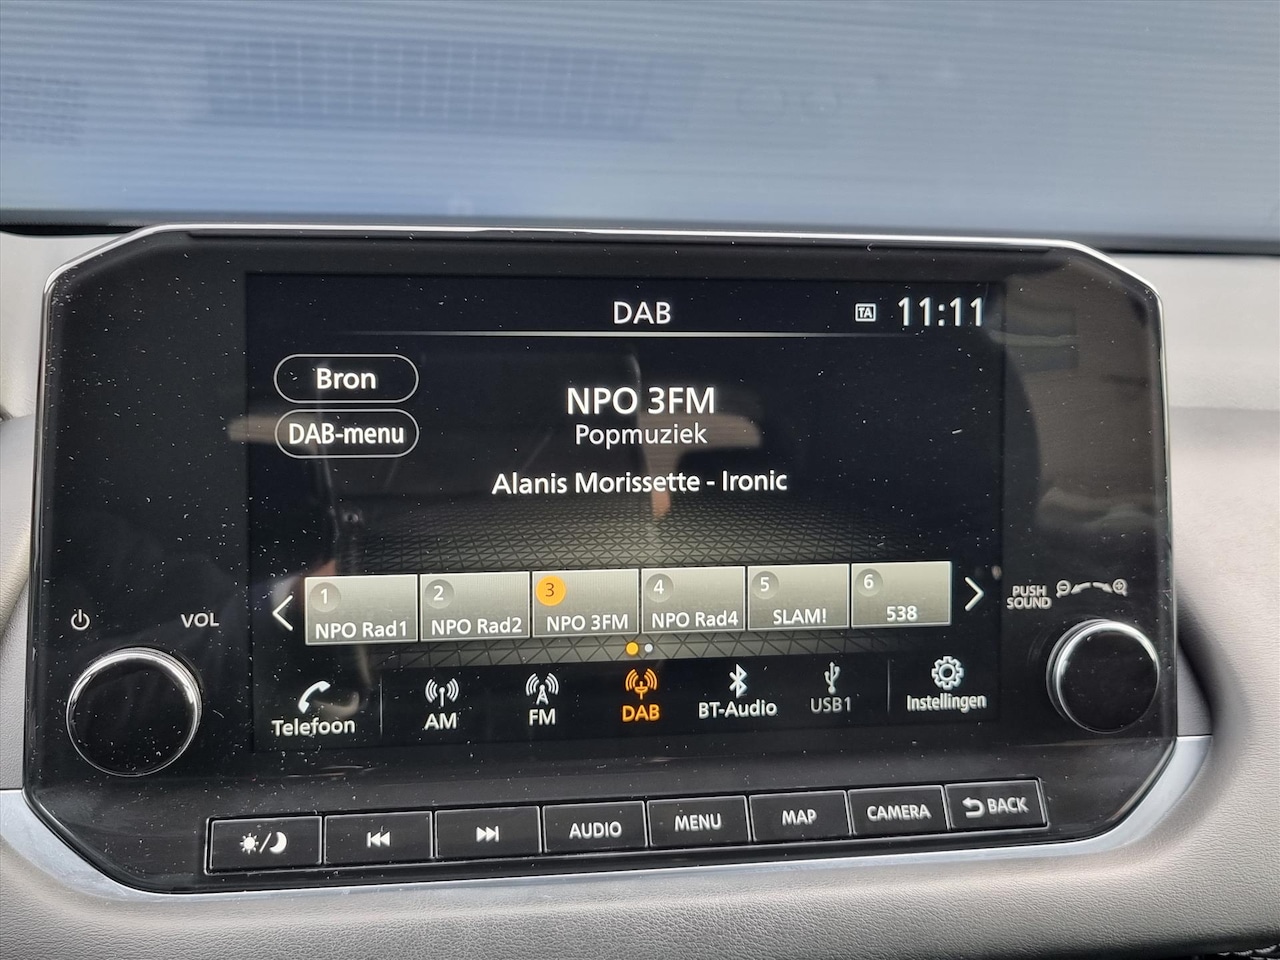 DAB
TA 11:11
Bron
DAB-menu
NPO 3FM
Popmuziek
Alanis Morissette - Ironic
1 NPO Rad1
2 NPO Rad2
3 NPO 3FM
4 NPO Rad4
5 SLAM!
6 538
VOL
PUSH
SOUND
Telefoon
AM
FM
DAB
BT-Audio
USB1
Instellingen
AUDIO
MENU
MAP
CAMERA
BACK